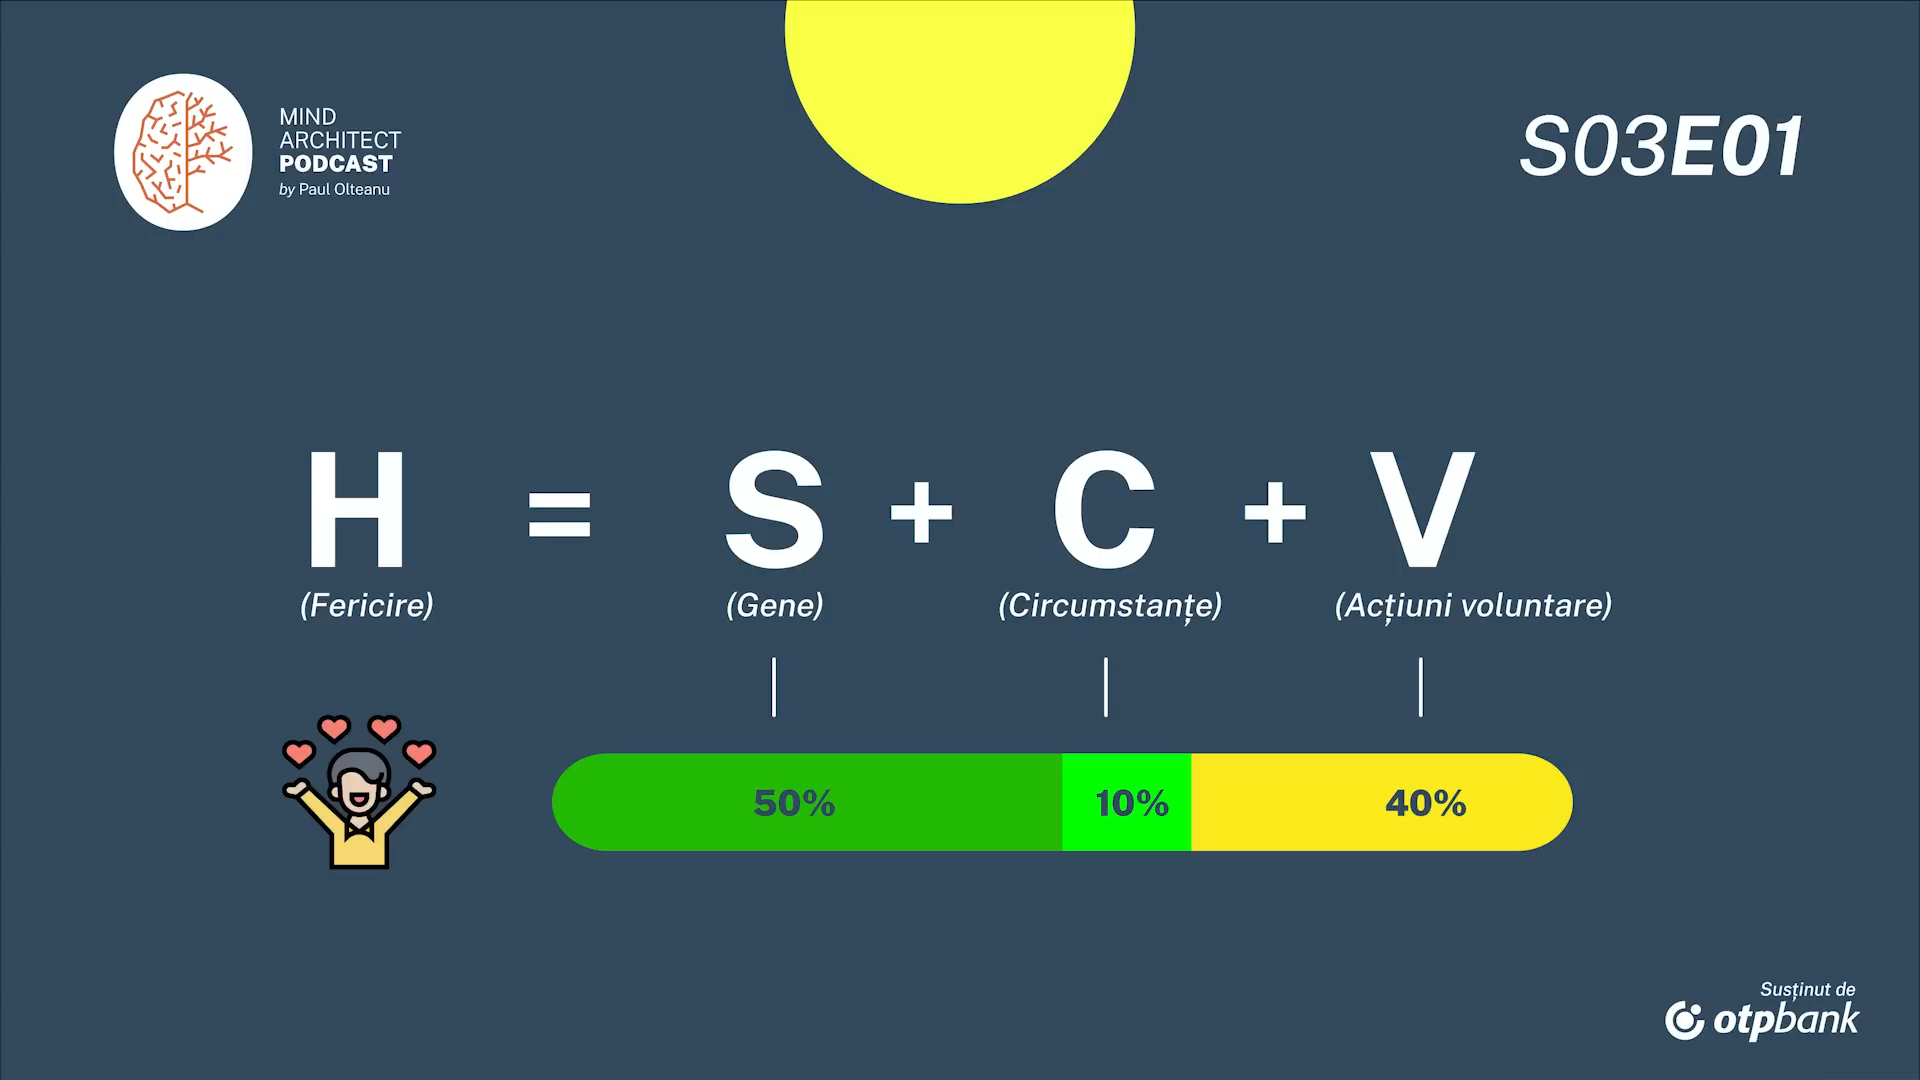 MIND
ARCHITECT
PODCAST
by Paul Olteanu
S03E01
H = S + C + V
(Fericire) (Gene) (Circumstanțe) (Acțiuni voluntare)
50% 10% 40%
Susținut de
otpbank